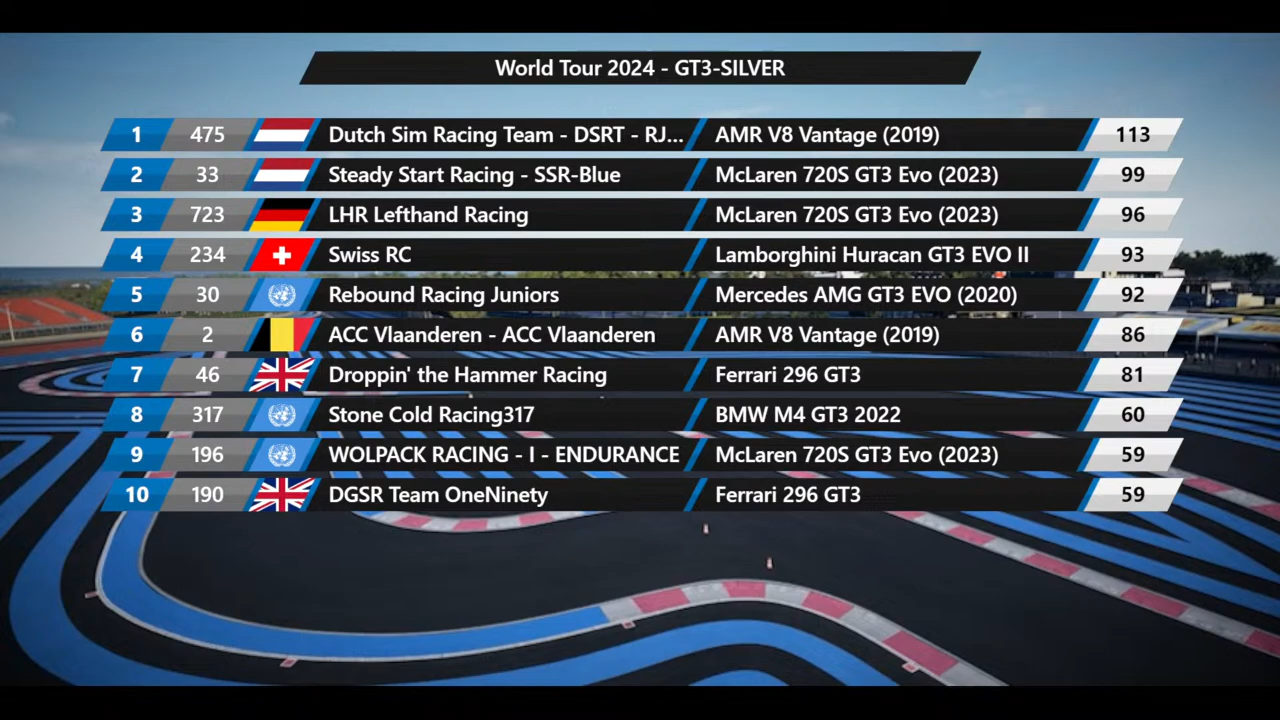 World Tour 2024 - GT3-SILVER
1 475 Dutch Sim Racing Team - DSRT - RJ... AMR V8 Vantage (2019) 113
2 33 Steady Start Racing - SSR-Blue McLaren 720S GT3 Evo (2023) 99
3 723 LHR Lefthand Racing McLaren 720S GT3 Evo (2023) 96
4 234 Swiss RC Lamborghini Huracan GT3 EVO II 93
5 30 Rebound Racing Juniors Mercedes AMG GT3 EVO (2020) 92
6 2 ACC Vlaanderen - ACC Vlaanderen AMR V8 Vantage (2019) 86
7 46 Droppin' the Hammer Racing Ferrari 296 GT3 81
8 317 Stone Cold Racing317 BMW M4 GT3 2022 60
9 196 WOLPACK RACING - I - ENDURANCE McLaren 720S GT3 Evo (2023) 59
10 190 DGSR Team OneNinety Ferrari 296 GT3 59